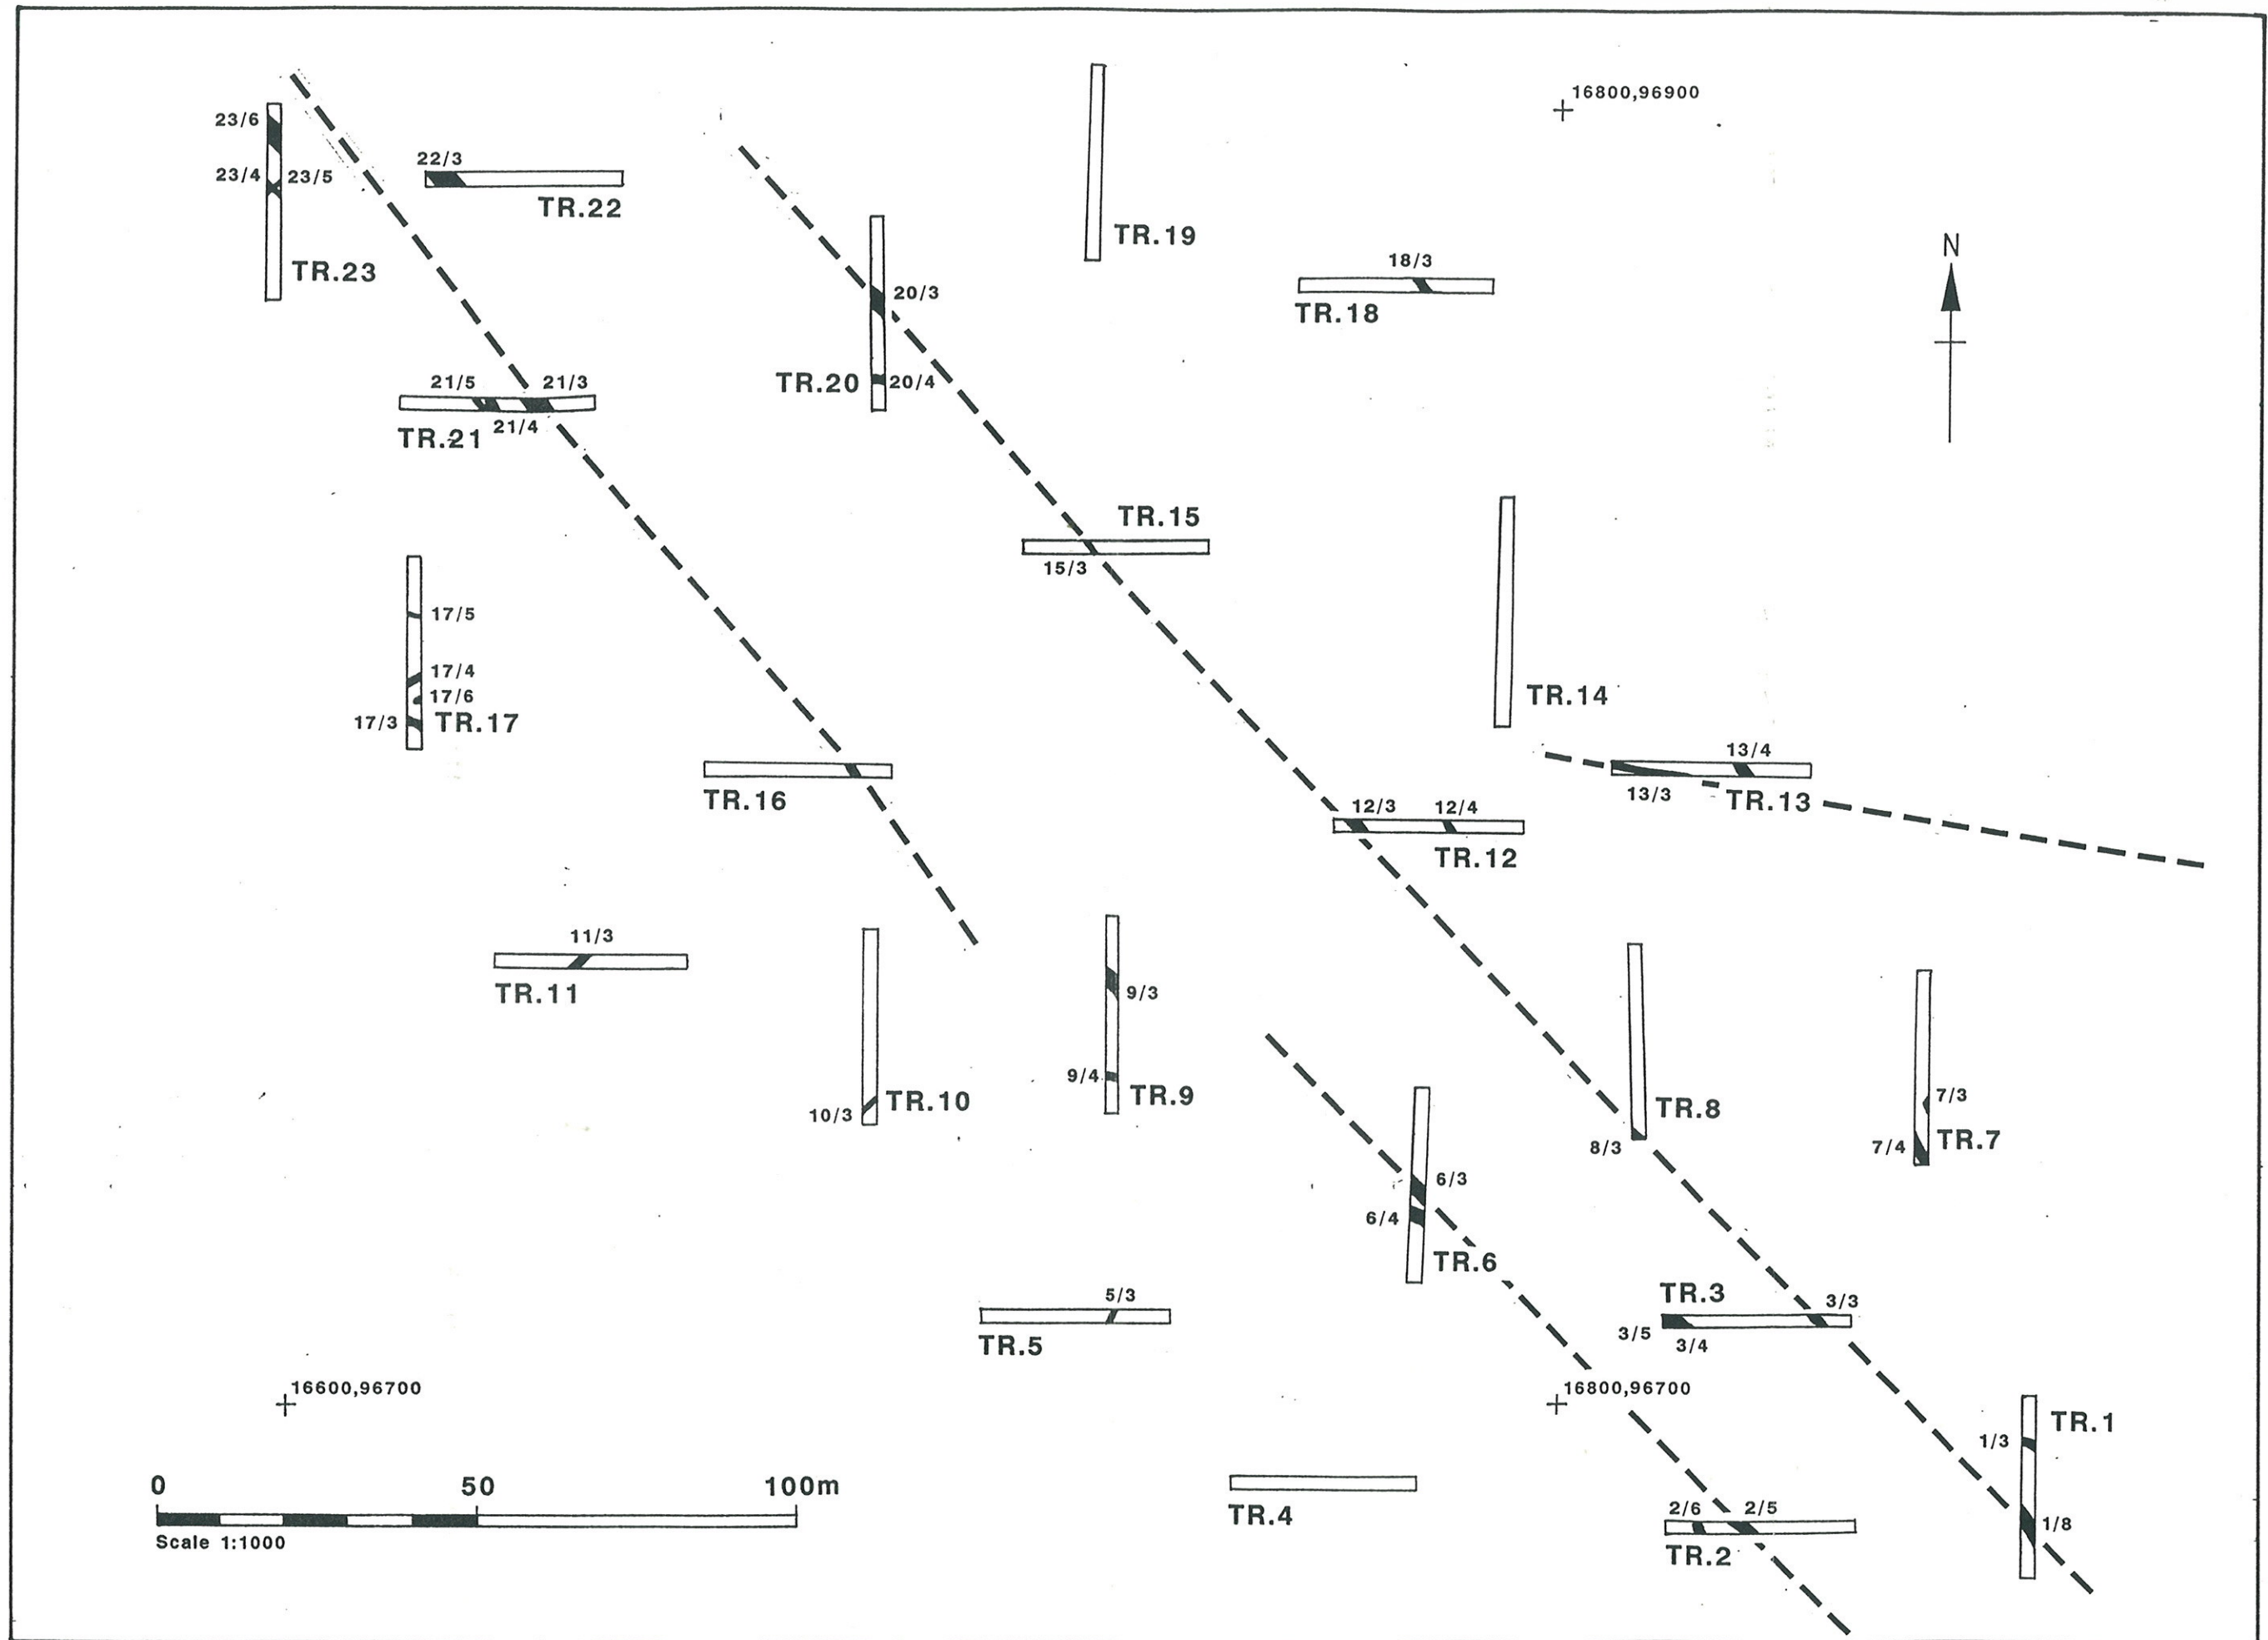 16800,96900
23/6
22/3
23/4 23/5
TR.22
TR.19
N
TR.23
18/3
20/3
TR.18
21/5 21/3
TR.20 20/4
21/4
TR.21
TR.15
15/3
17/5
17/4
17/6
17/3 TR.17
TR.14
13/4
TR.16
13/3 TR.13
12/3 12/4
TR.12
11/3
TR.11
9/3
9/4 TR.9
TR.10
10/3
7/3
TR.8
8/3
7/4 TR.7
6/3
6/4
TR.6
TR.3
5/3
3/3
3/5
3/4
TR.5
16600,96700
16800,96700
TR.1
1/3
0 50 100m
Scale 1:1000
TR.4
2/6 2/5
1/8
TR.2